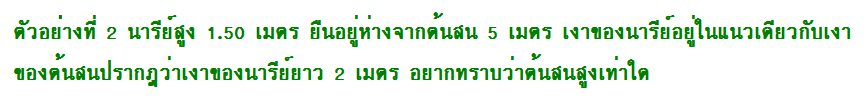 ตัวอย่างที่ 2 นารีย์สูง 1.50 เมตร ยืนอยู่ห่างจากต้นสน 5 เมตร เงาของนารีย์อยู่ในแนวเดียวกับเงา
ของต้นสนปรากฎว่าเงาของนารีย์ยาว 2 เมตร อยากทราบว่าต้นสนสูงเท่าใด